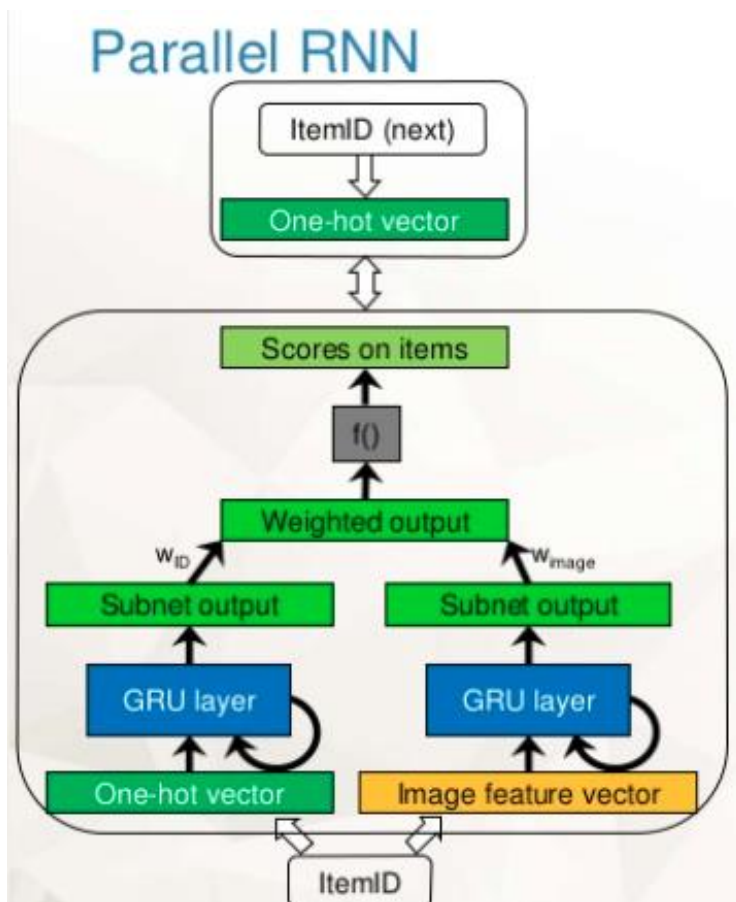 Parallel RNN
ItemID (next)
One-hot vector
Scores on items
f()
Weighted output
w_ID
w_image
Subnet output
Subnet output
GRU layer
GRU layer
One-hot vector
Image feature vector
ItemID